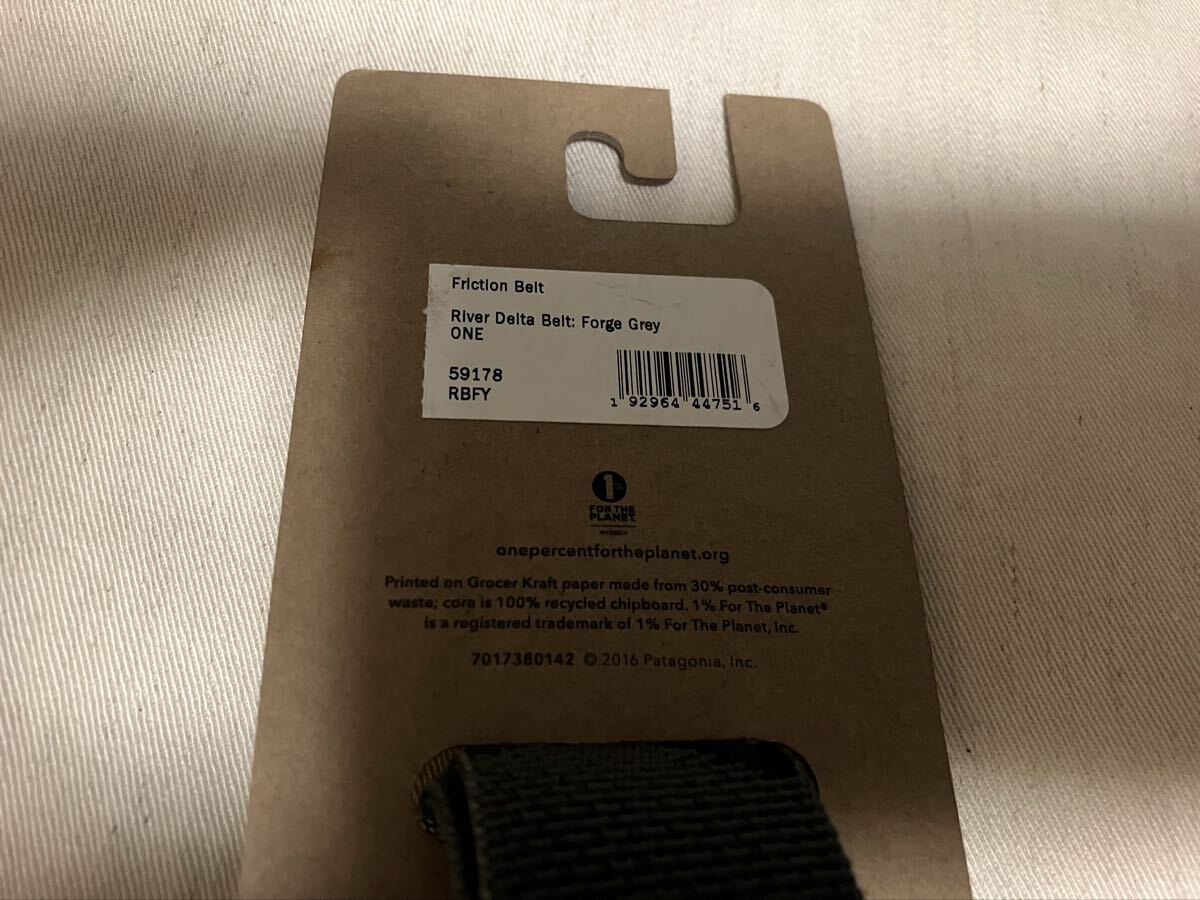 Friction Belt
River Delta Belt: Forge Grey
ONE
59178
RBFY
1 92964 44751 6
1%
FOR THE
PLANET
MEMBER
onepercentfortheplanet.org
Printed on Grocer Kraft paper made from 30% post-consumer
waste; core is 100% recycled chipboard. 1% For The Planet®
is a registered trademark of 1% For The Planet, Inc.
7017380142 © 2016 Patagonia, Inc.